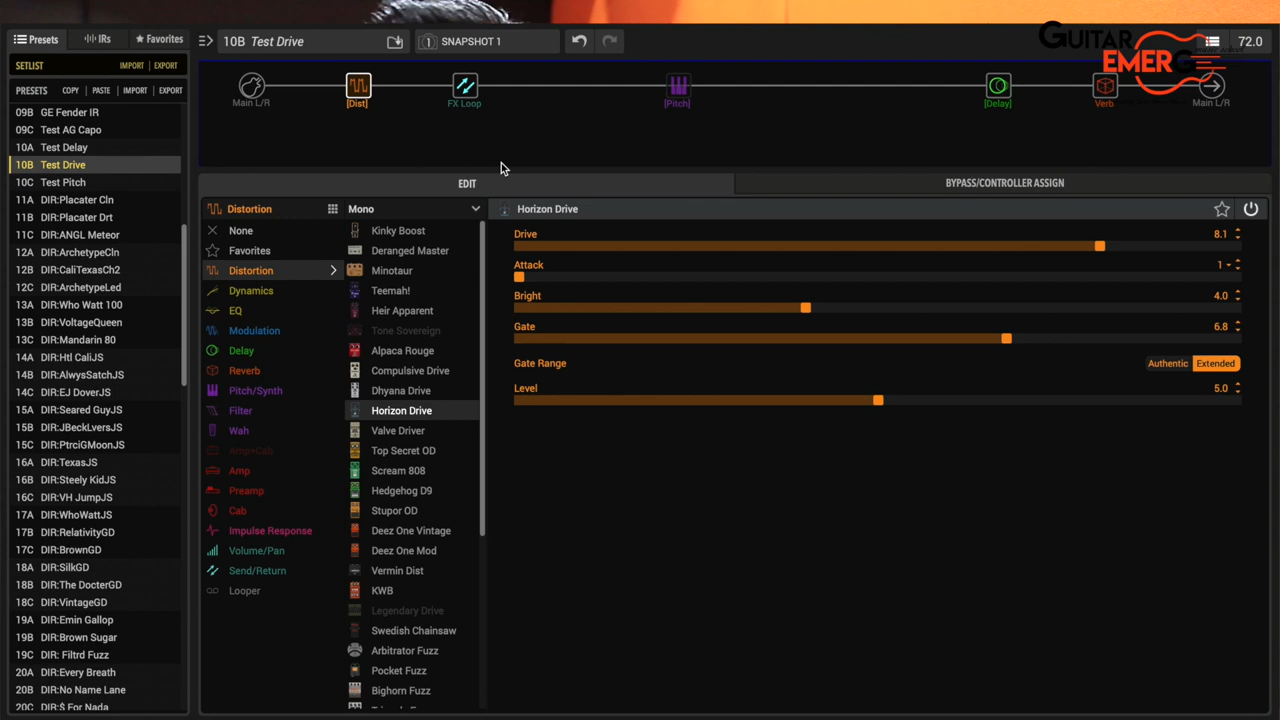 Presets
IRs
Favorites
10B Test Drive
1 SNAPSHOT 1
72.0
GUITAR
EMERG
SETLIST
IMPORT | EXPORT
PRESETS
COPY | PASTE | IMPORT | EXPORT
Main L/R
[Dist]
FX Loop
[Pitch]
[Delay]
Verb
Main L/R
09B GE Fender IR
09C Test AG Capo
10A Test Delay
10B Test Drive
10C Test Pitch
11A DIR:Placater Cln
11B DIR:Placater Drt
11C DIR:ANGL Meteor
12A DIR:ArchetypeCln
12B DIR:CaliTexasCh2
12C DIR:ArchetypeLed
13A DIR:Who Watt 100
13B DIR:VoltageQueen
13C DIR:Mandarin 80
14A DIR:Htl CaliJS
14B DIR:AlwysSatchJS
14C DIR:EJ DoverJS
15A DIR:Seared GuyJS
15B DIR:JBeckLversJS
15C DIR:PtrciGMoonJS
16A DIR:TexasJS
16B DIR:Steely KidJS
16C DIR:VH JumpJS
17A DIR:WhoWattJS
17B DIR:RelativityGD
17C DIR:BrownGD
18A DIR:SilkGD
18B DIR:The DocterGD
18C DIR:VintageGD
19A DIR:Emin Gallop
19B DIR:Brown Sugar
19C DIR: Filtrd Fuzz
20A DIR:Every Breath
20B DIR:No Name Lane
20C DIR:$ For Nada
EDIT
BYPASS/CONTROLLER ASSIGN
Distortion
None
Favorites
Distortion
Dynamics
EQ
Modulation
Delay
Reverb
Pitch/Synth
Filter
Wah
Amp+Cab
Amp
Preamp
Cab
Impulse Response
Volume/Pan
Send/Return
Looper
Mono
Kinky Boost
Deranged Master
Minotaur
Teemah!
Heir Apparent
Tone Sovereign
Alpaca Rouge
Compulsive Drive
Dhyana Drive
Horizon Drive
Valve Driver
Top Secret OD
Scream 808
Hedgehog D9
Stupor OD
Deez One Vintage
Deez One Mod
Vermin Dist
KWB
Legendary Drive
Swedish Chainsaw
Arbitrator Fuzz
Pocket Fuzz
Bighorn Fuzz
Horizon Drive
Drive 8.1
Attack 1
Bright 4.0
Gate 6.8
Gate Range Authentic Extended
Level 5.0